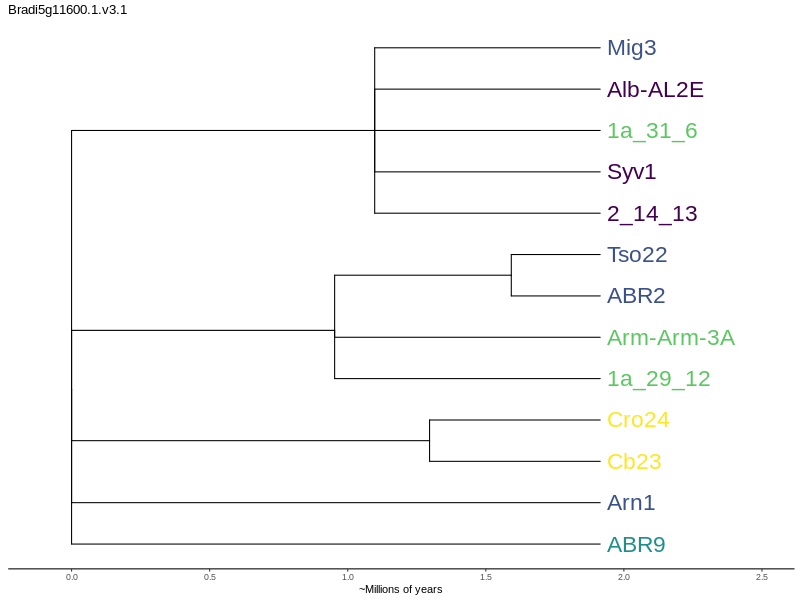 Bradi5g11600.1.v3.1
Mig3
Alb-AL2E
1a_31_6
Syv1
2_14_13
Tso22
ABR2
Arm-Arm-3A
1a_29_12
Cro24
Cb23
Arn1
ABR9
0.0 0.5 1.0 1.5 2.0 2.5
~Millions of years